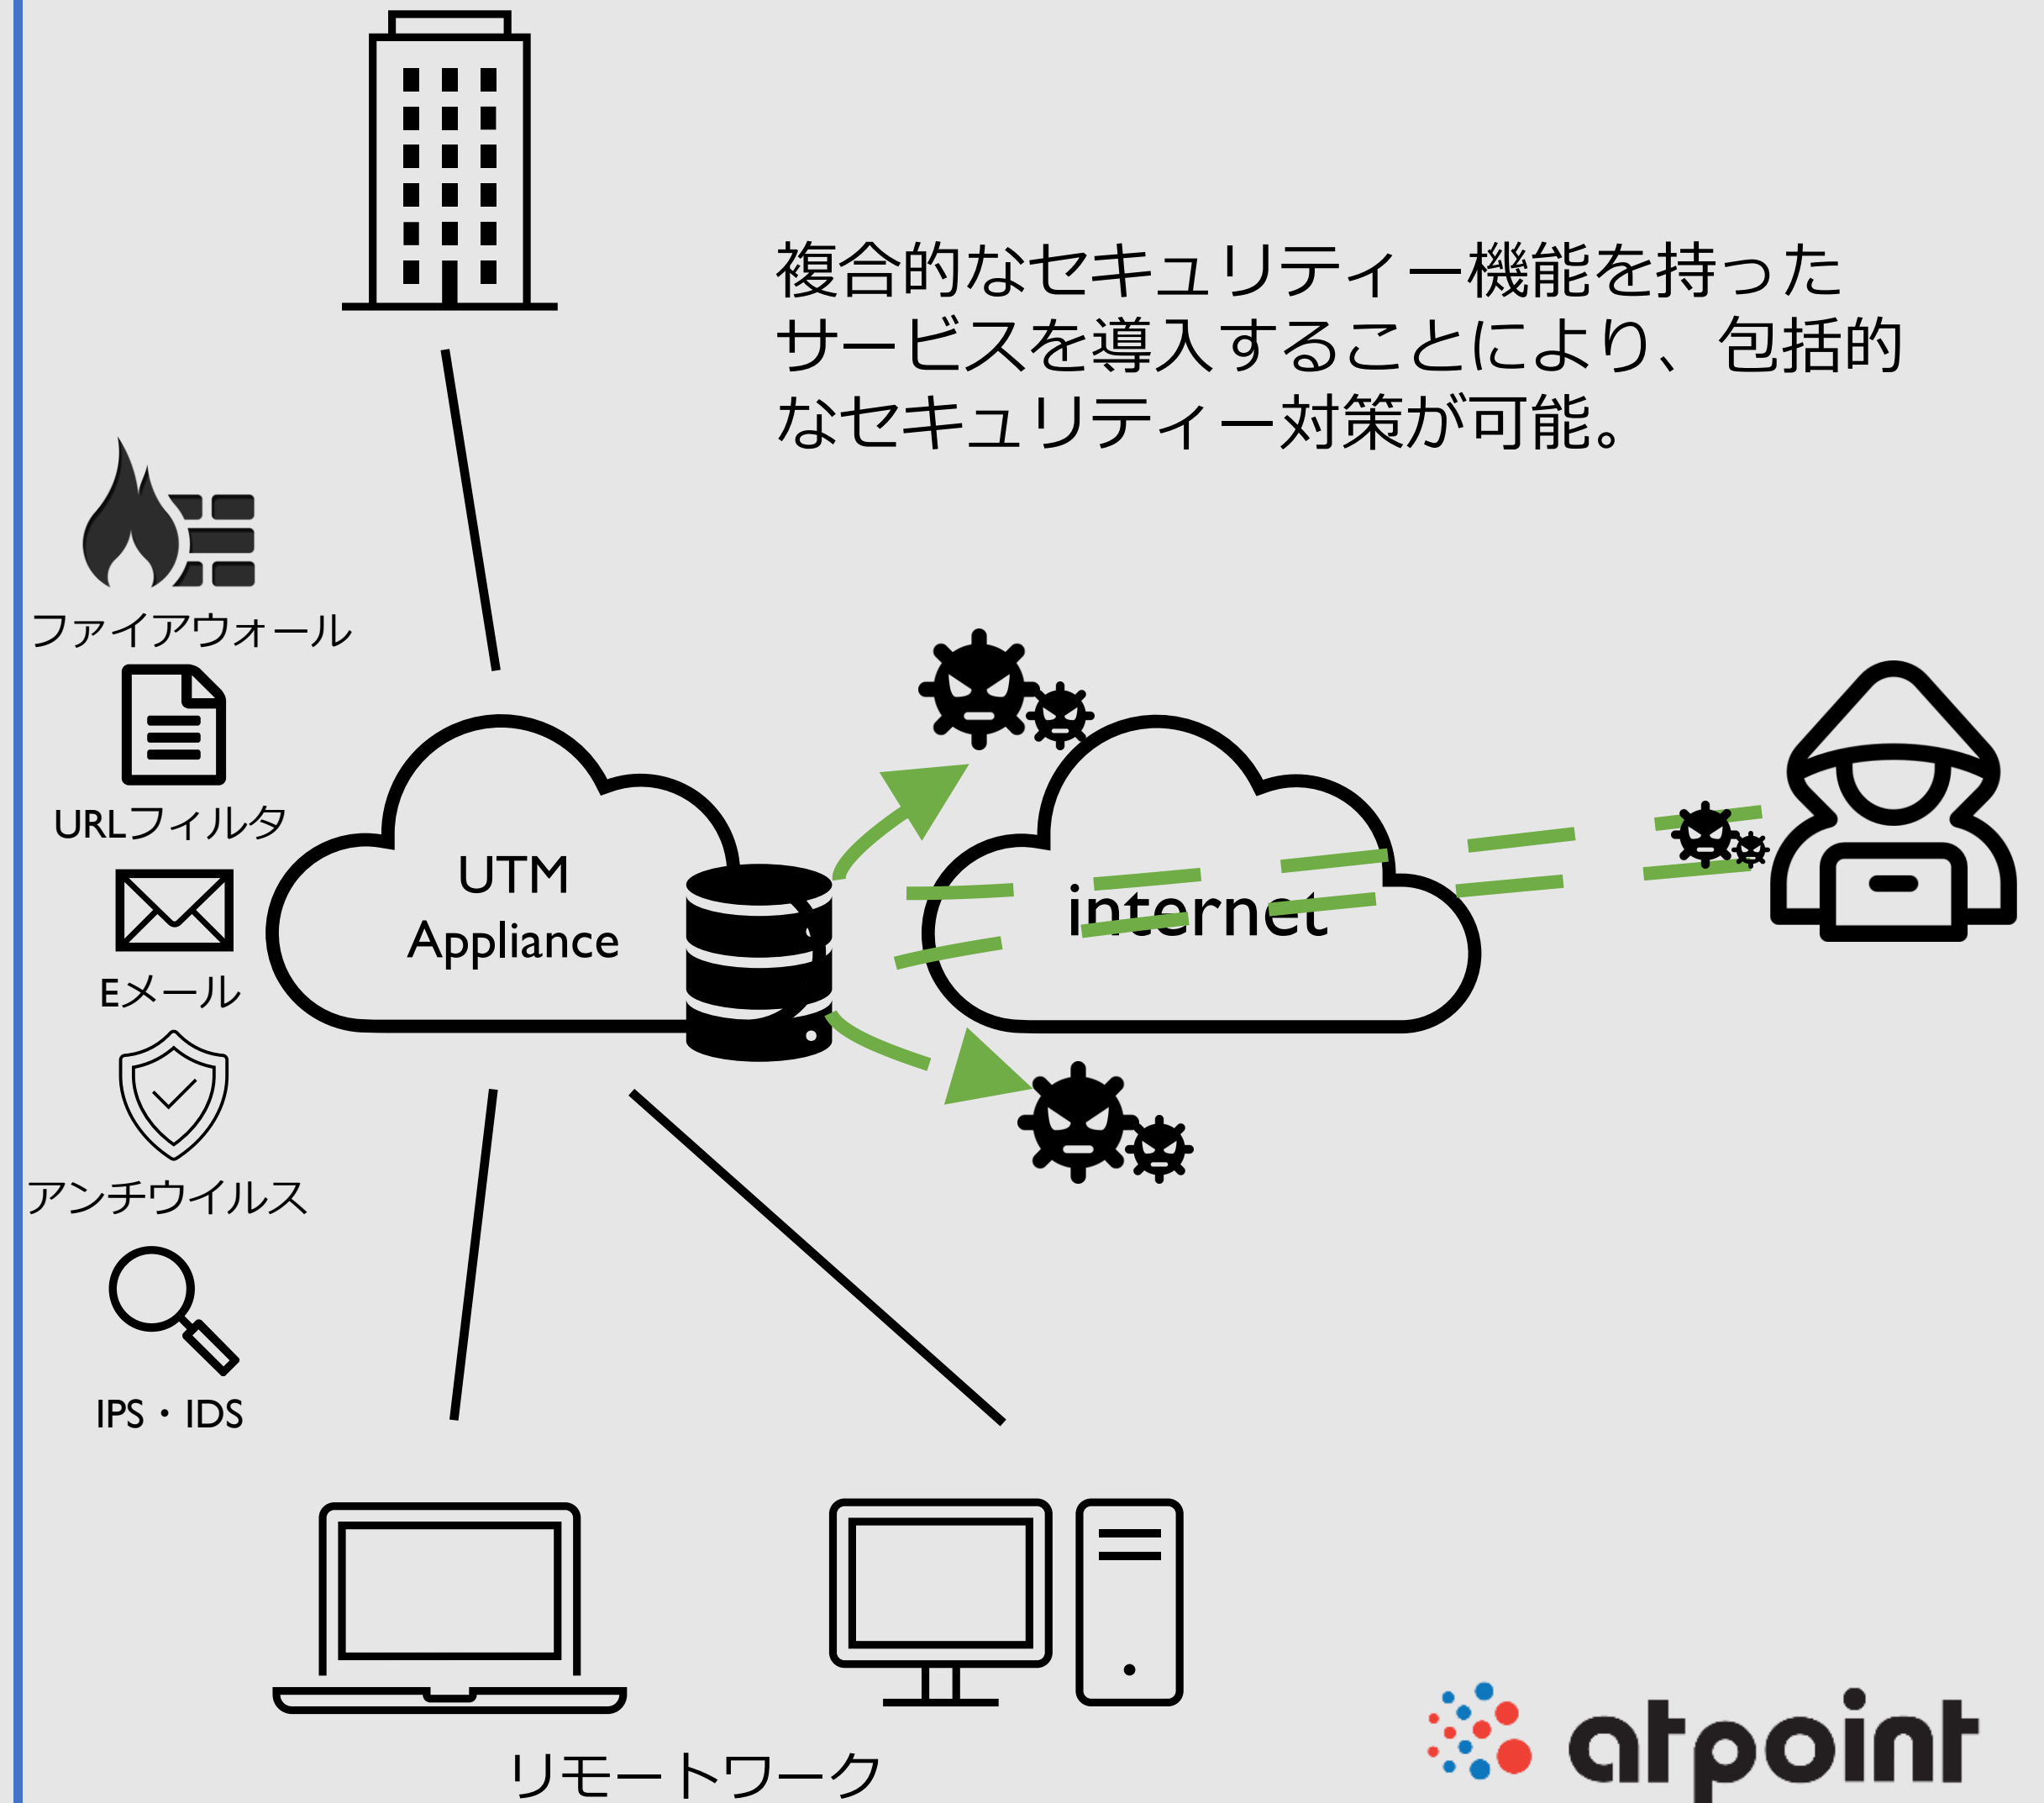 複合的なセキュリティー機能を持った
サービスを導入することにより、包括的
なセキュリティー対策が可能。
ファイアウォール
URLフィルタ
Eメール
アンチウイルス
IPS・IDS
UTM
Appliance
internet
リモートワーク
atpoint